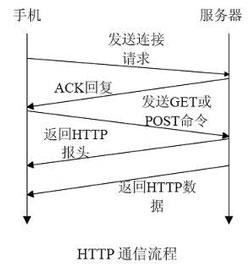 手机
服务器
发送连接
请求
ACK回复
发送GET或
POST命令
返回HTTP
报头
返回HTTP数
据
HTTP 通信流程